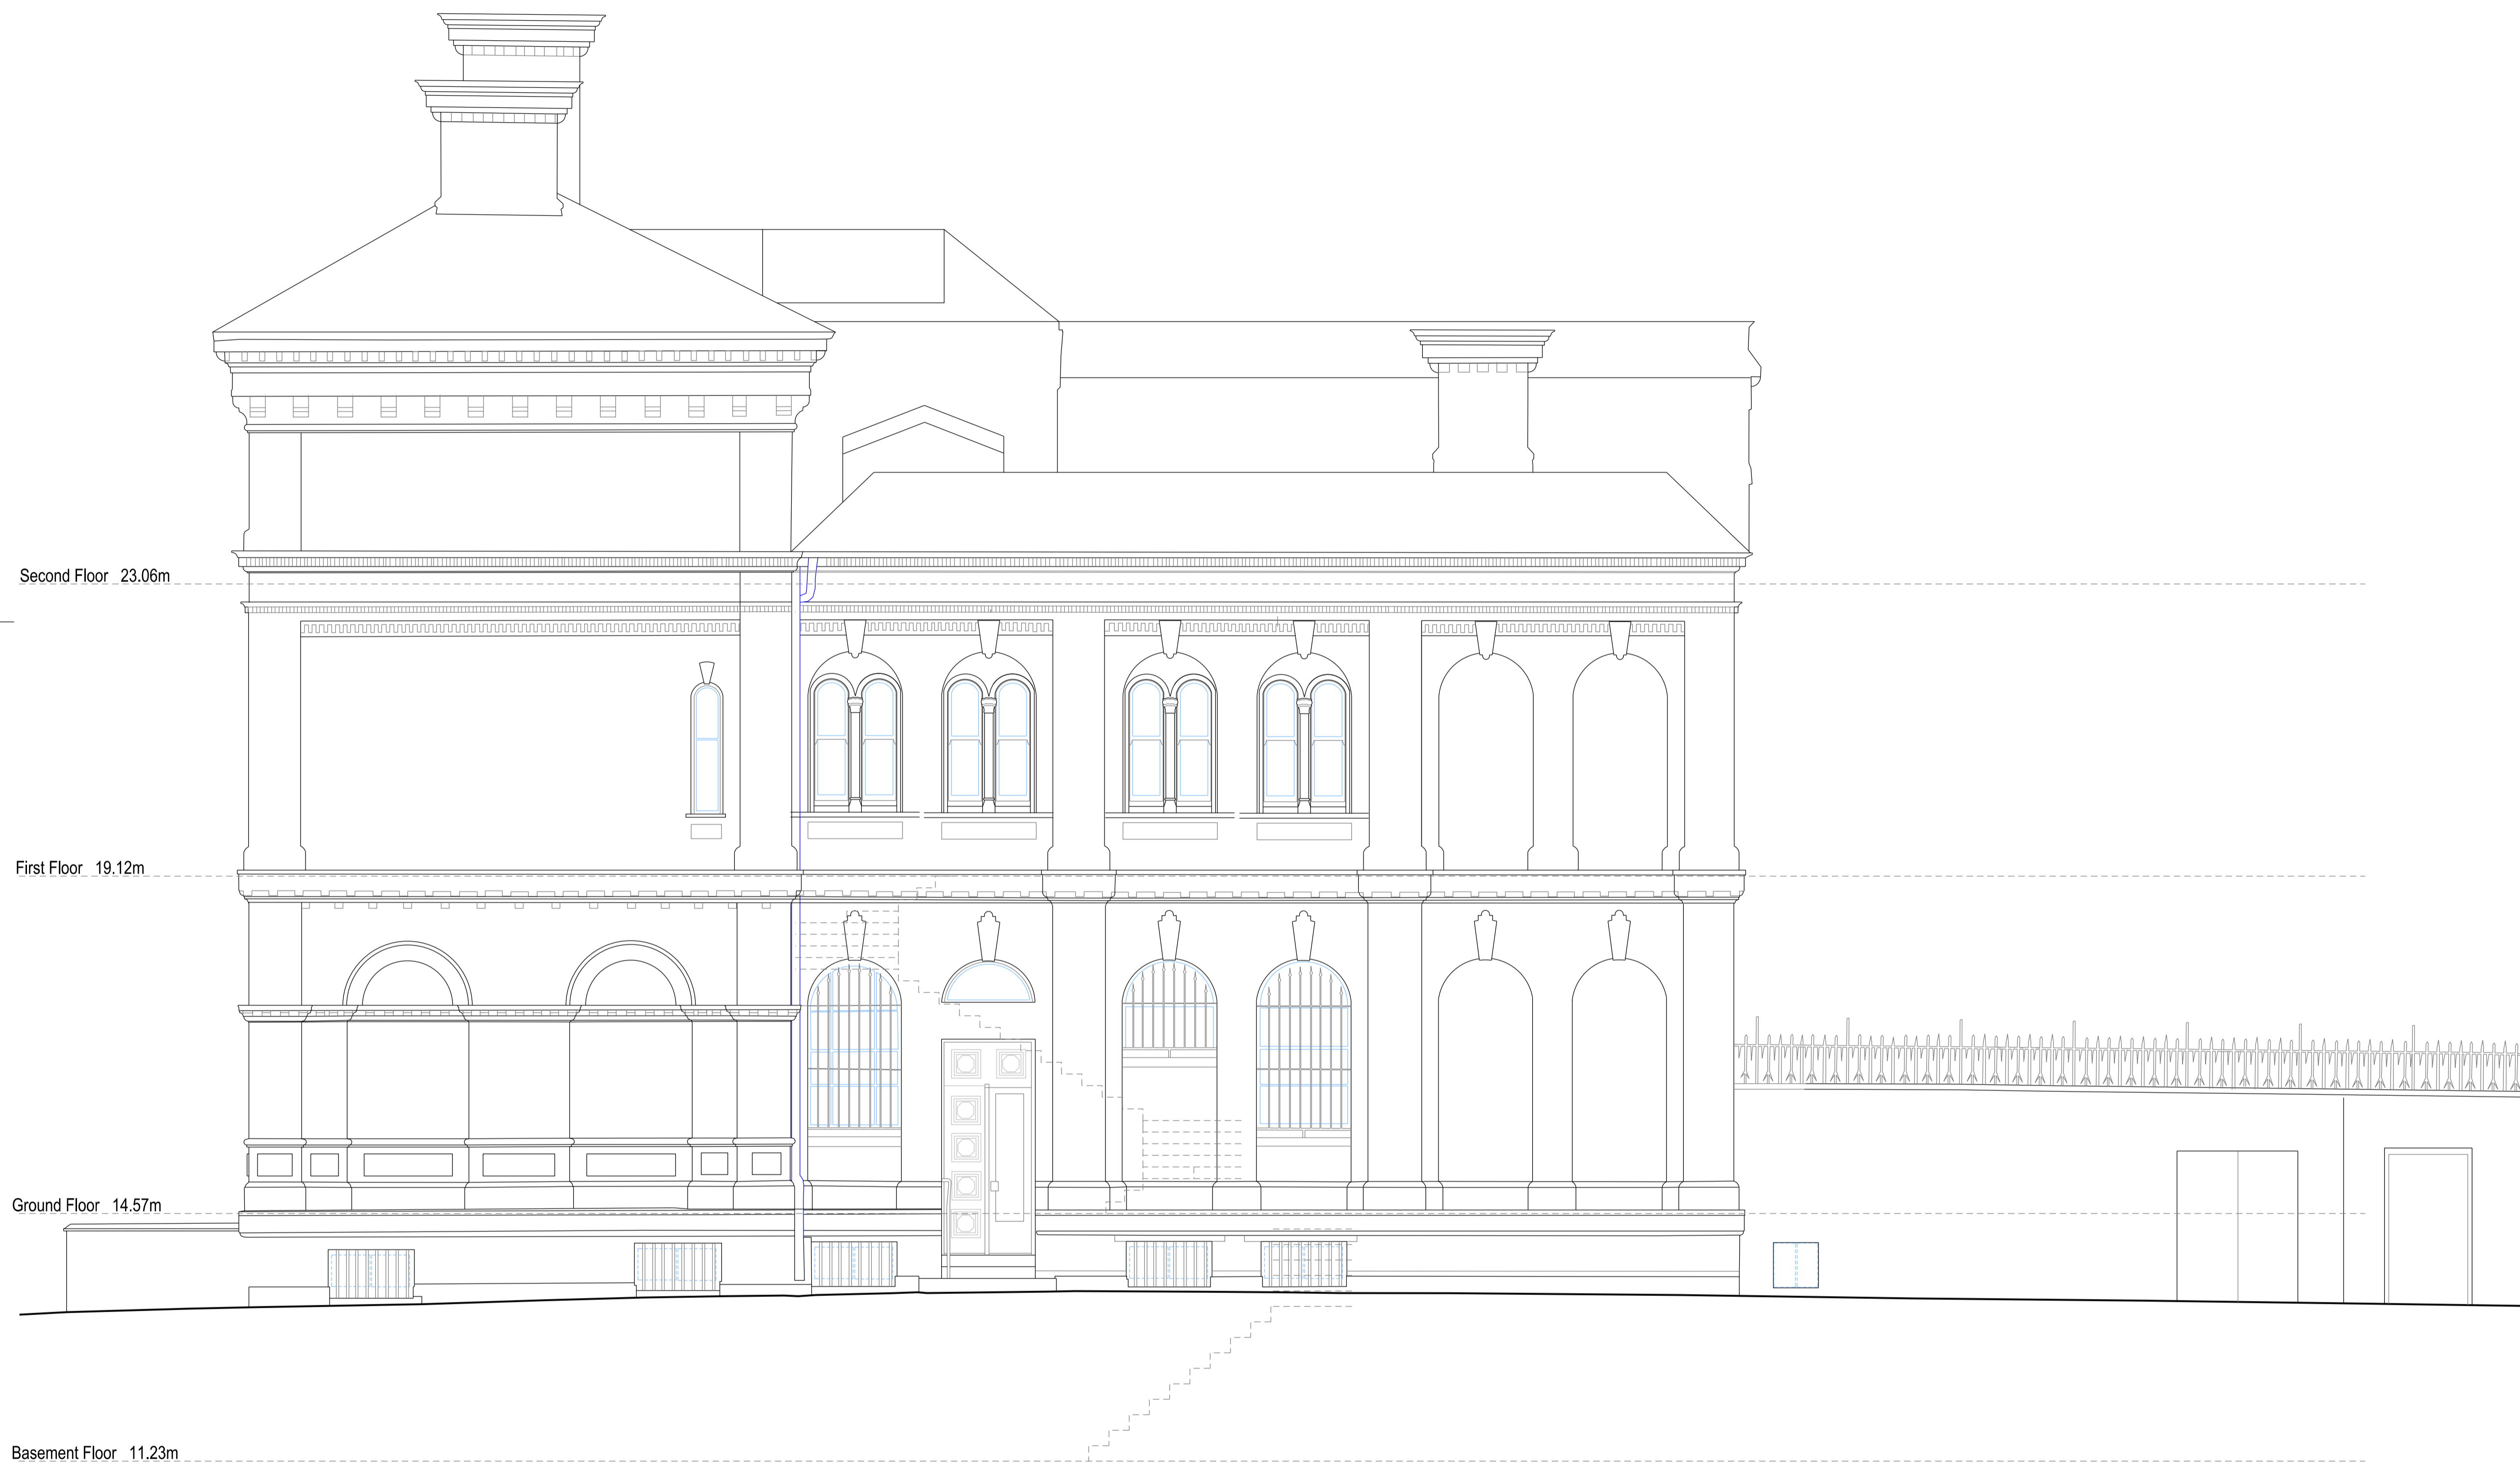 Second Floor 23.06m
First Floor 19.12m
Ground Floor 14.57m
Basement Floor 11.23m